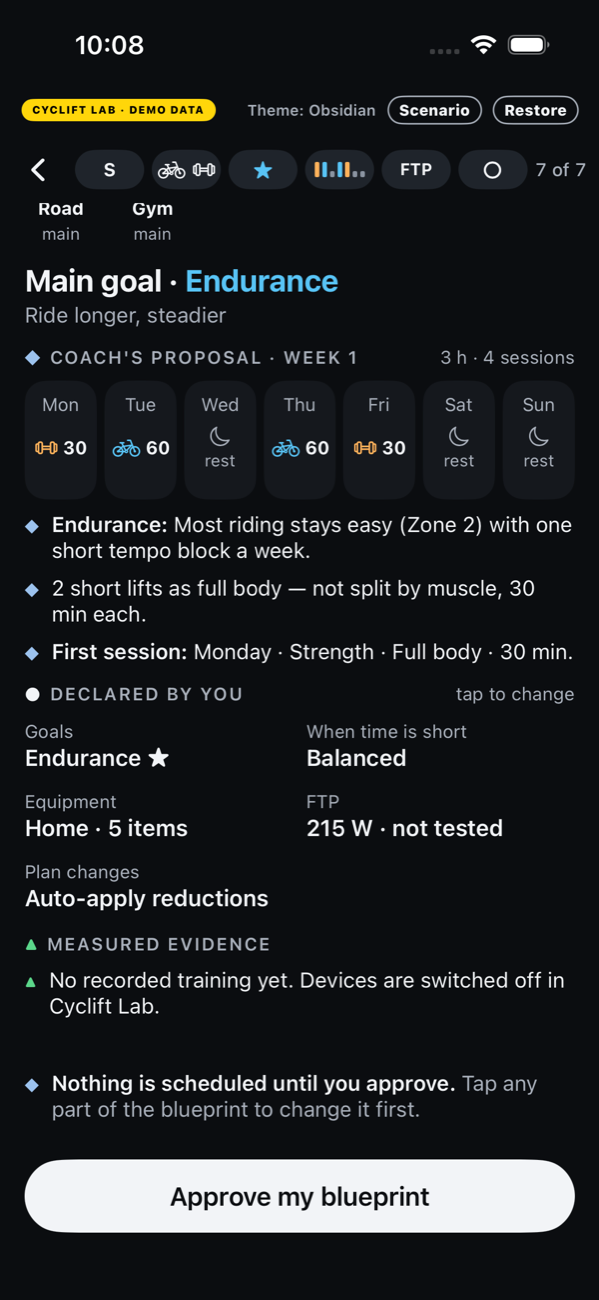 10:08
CYCLIFT LAB · DEMO DATA
Theme: Obsidian
Scenario
Restore
S
FTP
7 of 7
Road
main
Gym
main
Main goal · Endurance
Ride longer, steadier
COACH'S PROPOSAL · WEEK 1
3 h · 4 sessions
Mon
30
Tue
60
Wed
rest
Thu
60
Fri
30
Sat
rest
Sun
rest
Endurance: Most riding stays easy (Zone 2) with one
short tempo block a week.
2 short lifts as full body — not split by muscle, 30
min each.
First session: Monday · Strength · Full body · 30 min.
DECLARED BY YOU
tap to change
Goals
Endurance ★
When time is short
Balanced
Equipment
Home · 5 items
FTP
215 W · not tested
Plan changes
Auto-apply reductions
MEASURED EVIDENCE
No recorded training yet. Devices are switched off in
Cyclift Lab.
Nothing is scheduled until you approve. Tap any
part of the blueprint to change it first.
Approve my blueprint